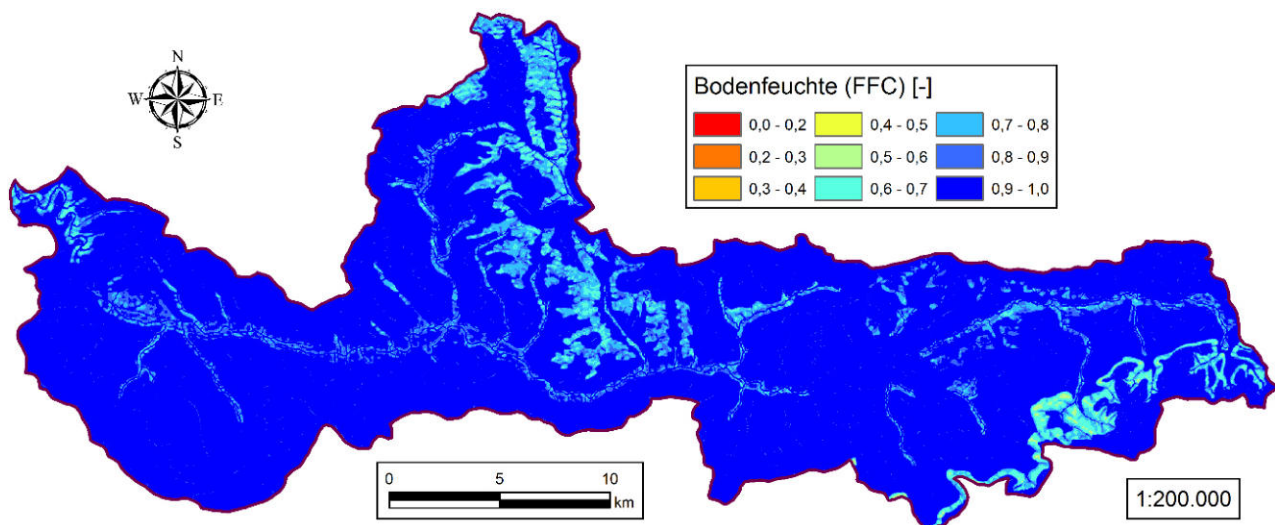 N
W E
S
Bodenfeuchte (FFC) [-]
0,0 - 0,2 0,4 - 0,5 0,7 - 0,8
0,2 - 0,3 0,5 - 0,6 0,8 - 0,9
0,3 - 0,4 0,6 - 0,7 0,9 - 1,0
0 5 10
km
1:200.000